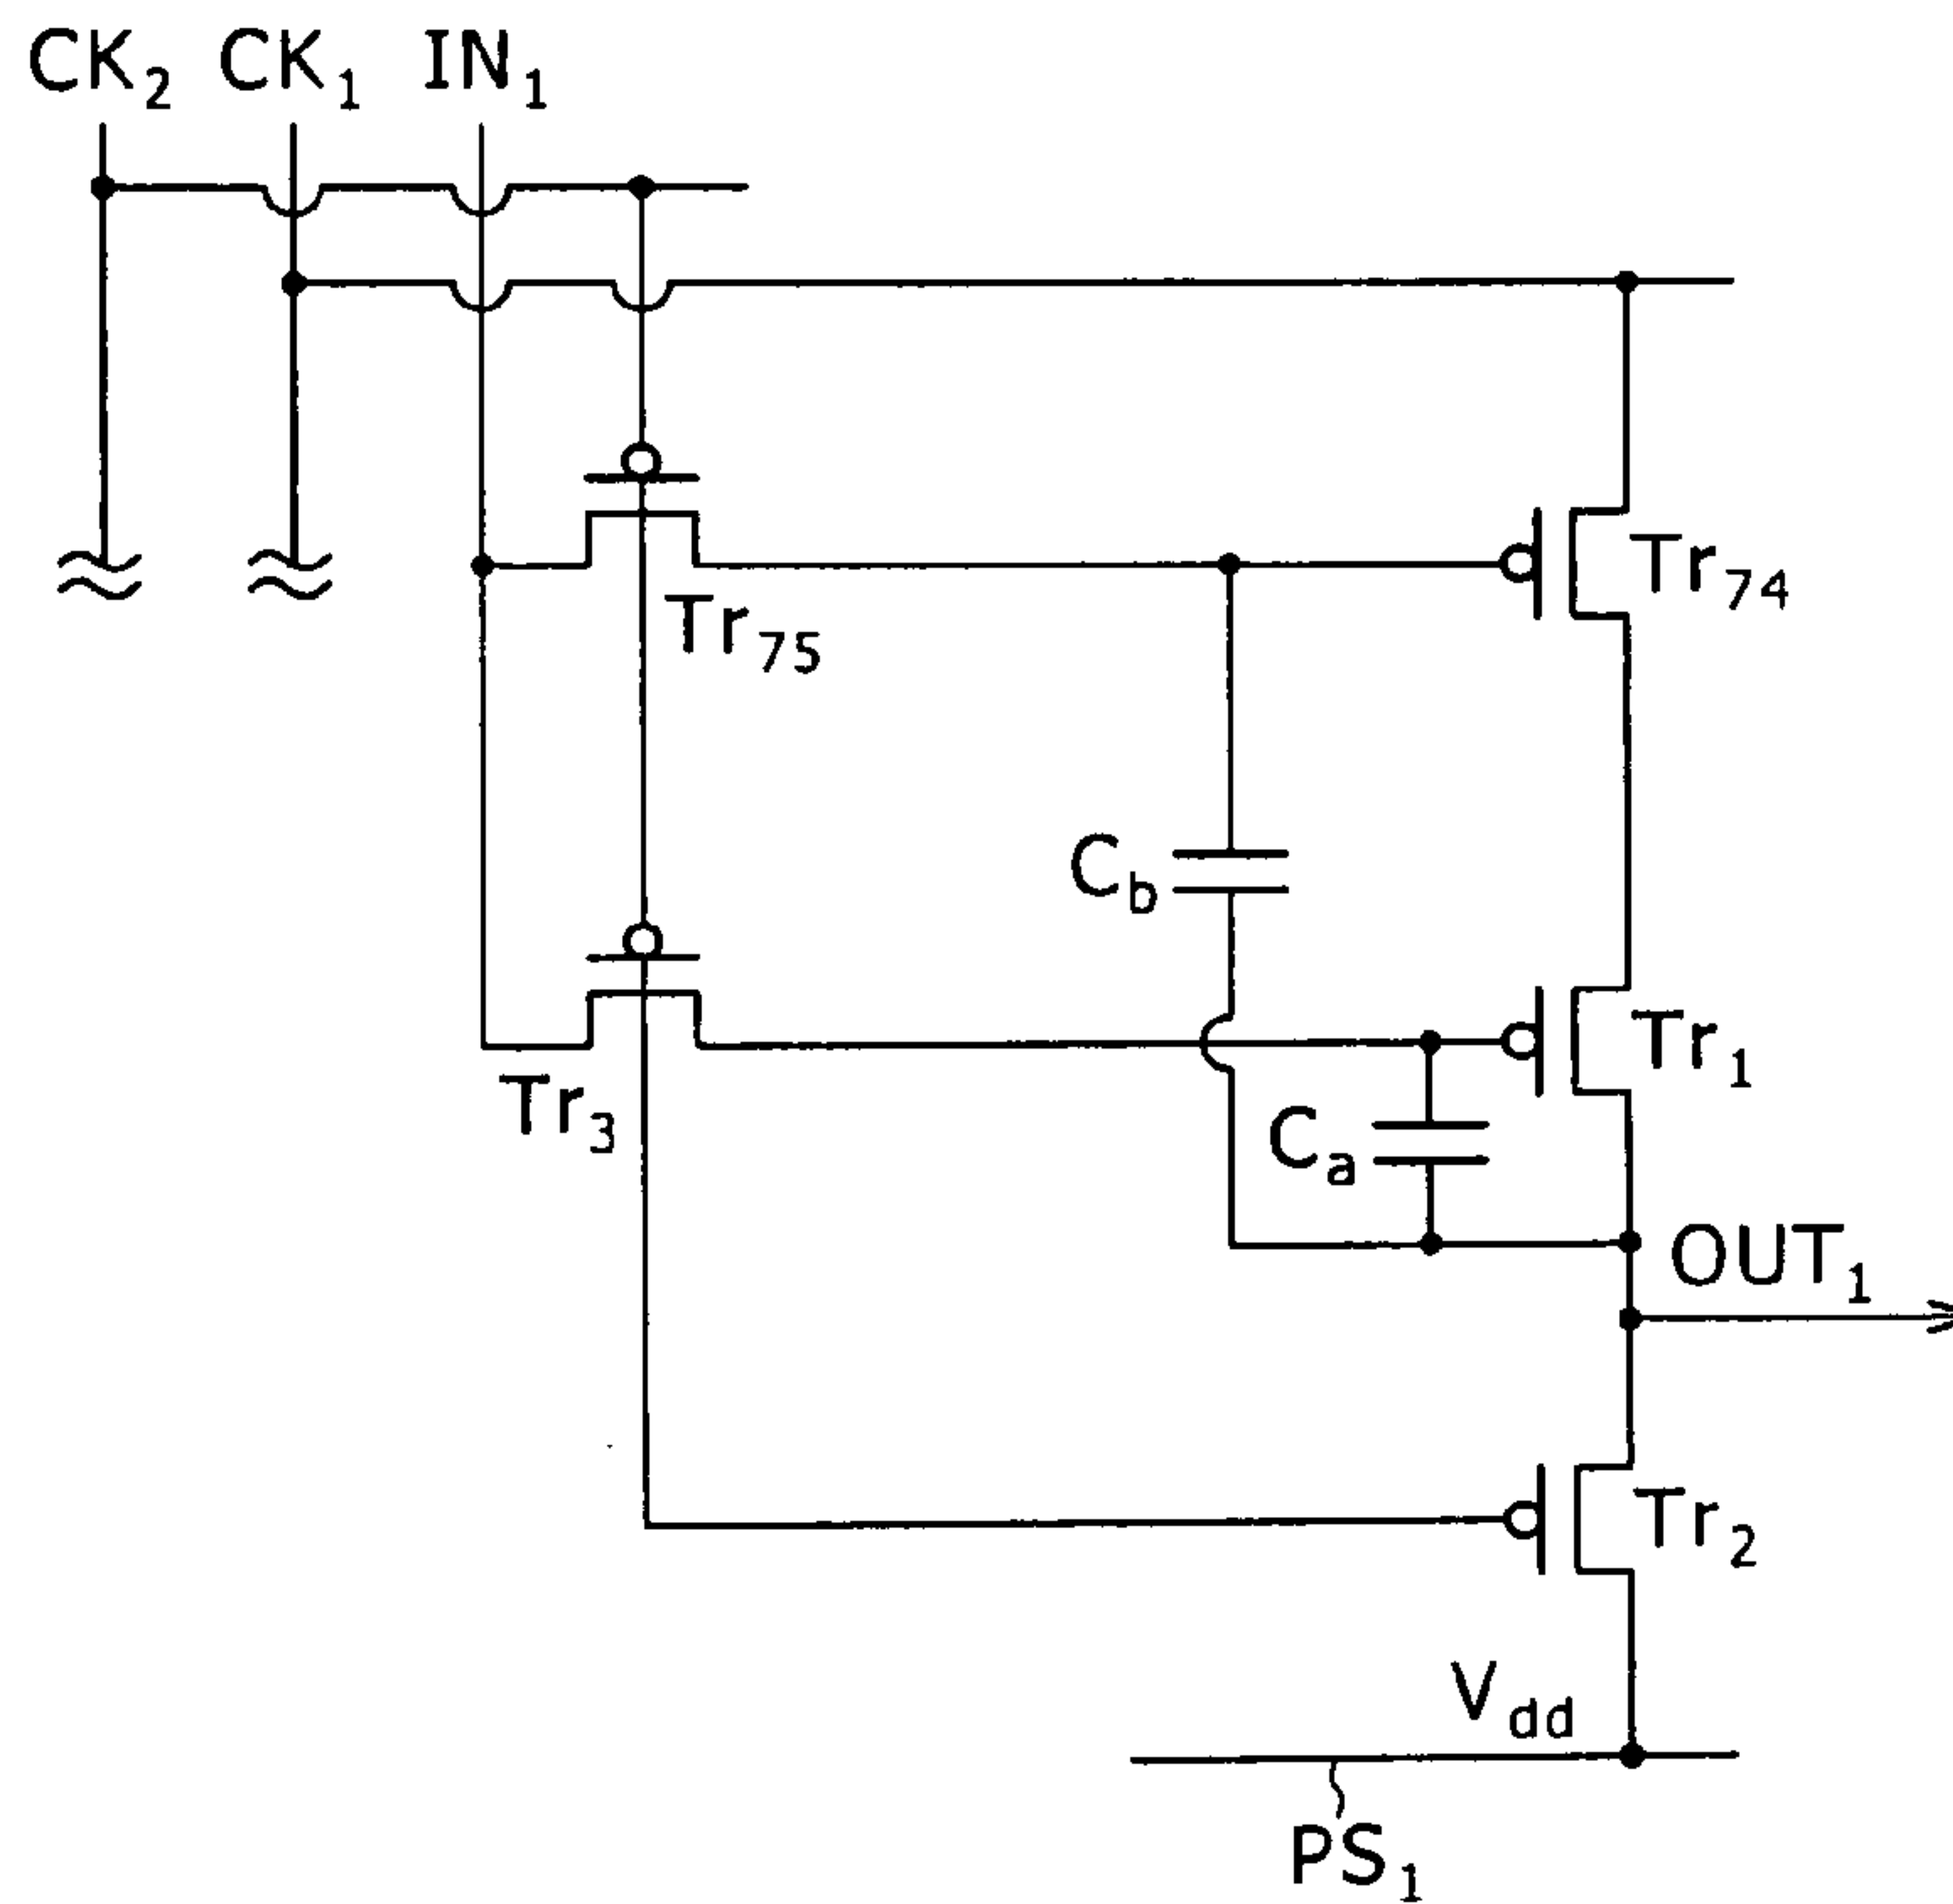 CK2 CK1 IN1
Tr74
Tr75
Cb
Tr1
Tr3
Ca
OUT1
Tr2
Vdd
PS1